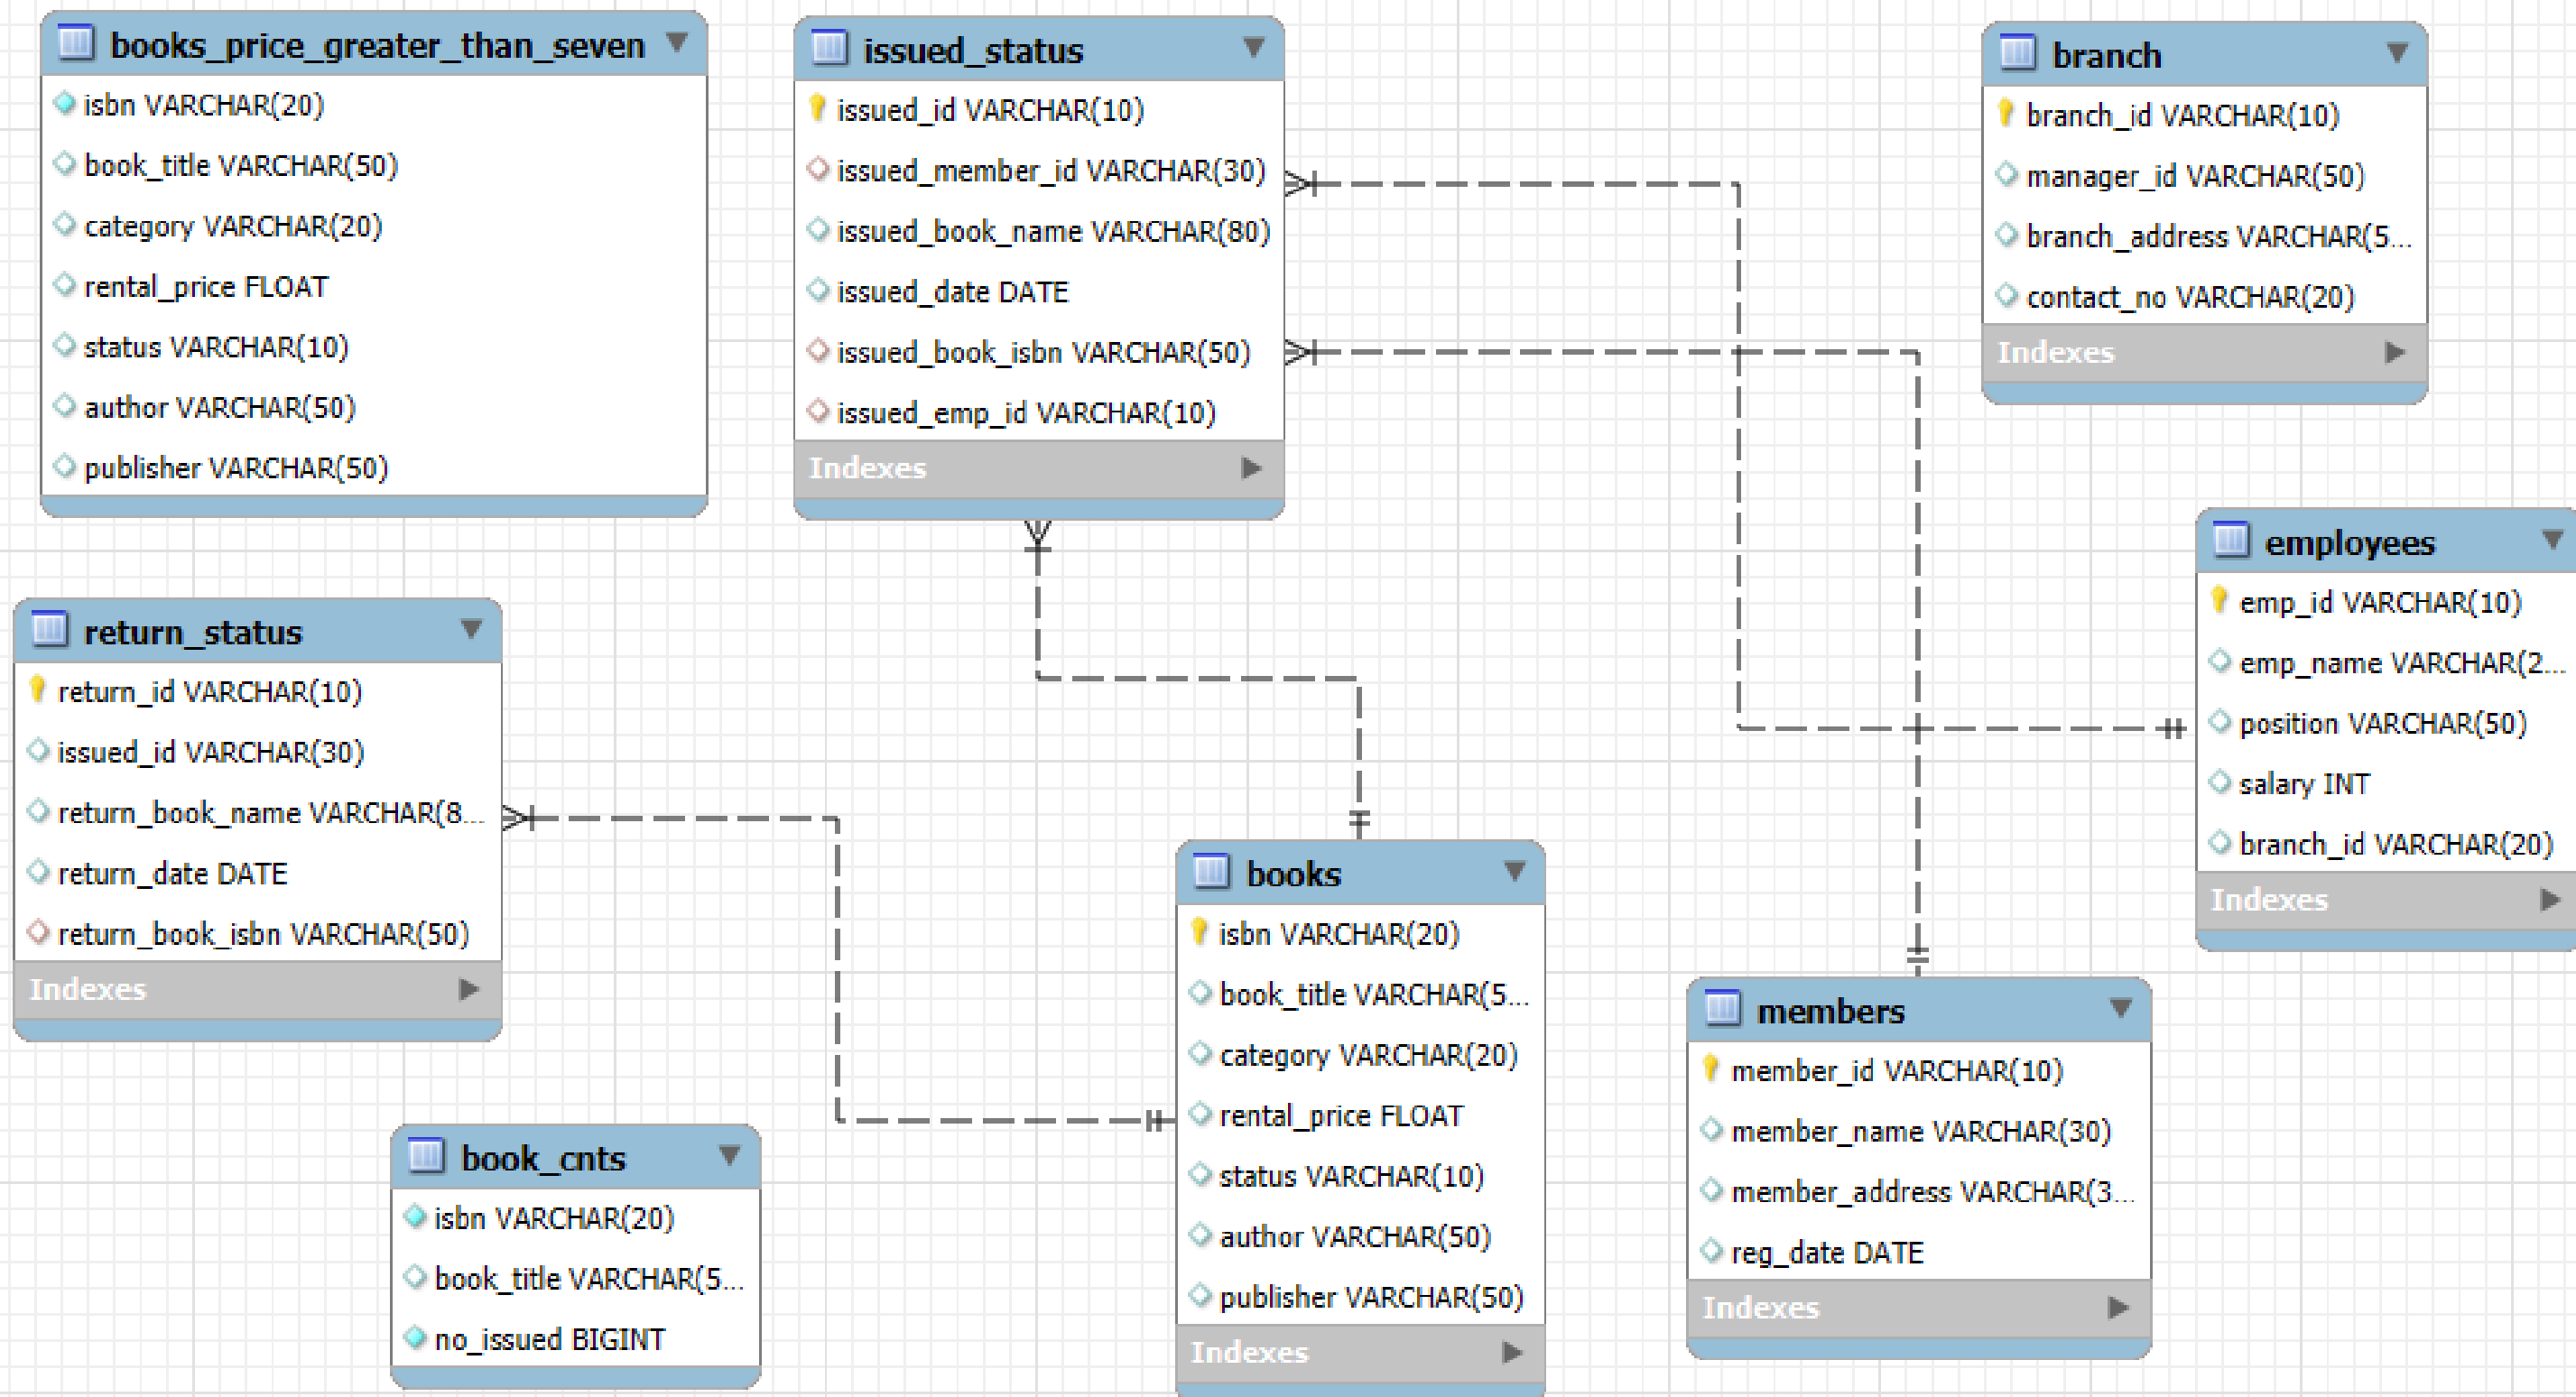 books_price_greater_than_seven
isbn VARCHAR(20)
book_title VARCHAR(50)
category VARCHAR(20)
rental_price FLOAT
status VARCHAR(10)
author VARCHAR(50)
publisher VARCHAR(50)
issued_status
issued_id VARCHAR(10)
issued_member_id VARCHAR(30)
issued_book_name VARCHAR(80)
issued_date DATE
issued_book_isbn VARCHAR(50)
issued_emp_id VARCHAR(10)
Indexes
branch
branch_id VARCHAR(10)
manager_id VARCHAR(50)
branch_address VARCHAR(5...
contact_no VARCHAR(20)
Indexes
employees
emp_id VARCHAR(10)
emp_name VARCHAR(2...
position VARCHAR(50)
salary INT
branch_id VARCHAR(20)
Indexes
return_status
return_id VARCHAR(10)
issued_id VARCHAR(30)
return_book_name VARCHAR(8...
return_date DATE
return_book_isbn VARCHAR(50)
Indexes
books
isbn VARCHAR(20)
book_title VARCHAR(5...
category VARCHAR(20)
rental_price FLOAT
status VARCHAR(10)
author VARCHAR(50)
publisher VARCHAR(50)
Indexes
members
member_id VARCHAR(10)
member_name VARCHAR(30)
member_address VARCHAR(3...
reg_date DATE
Indexes
book_cnts
isbn VARCHAR(20)
book_title VARCHAR(5...
no_issued BIGINT